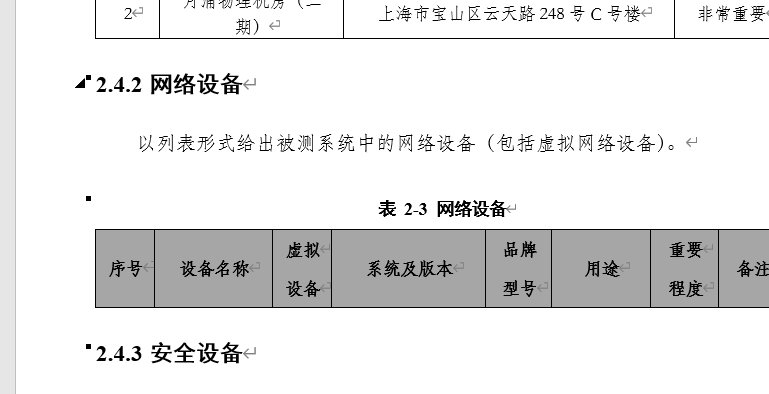 2
月浦物理机房（二
期）
上海市宝山区云天路 248 号 C 号楼
非常重要
2.4.2 网络设备
以列表形式给出被测系统中的网络设备（包括虚拟网络设备）。
表 2-3 网络设备
序号
设备名称
虚拟
设备
系统及版本
品牌
型号
用途
重要
程度
备注
2.4.3 安全设备